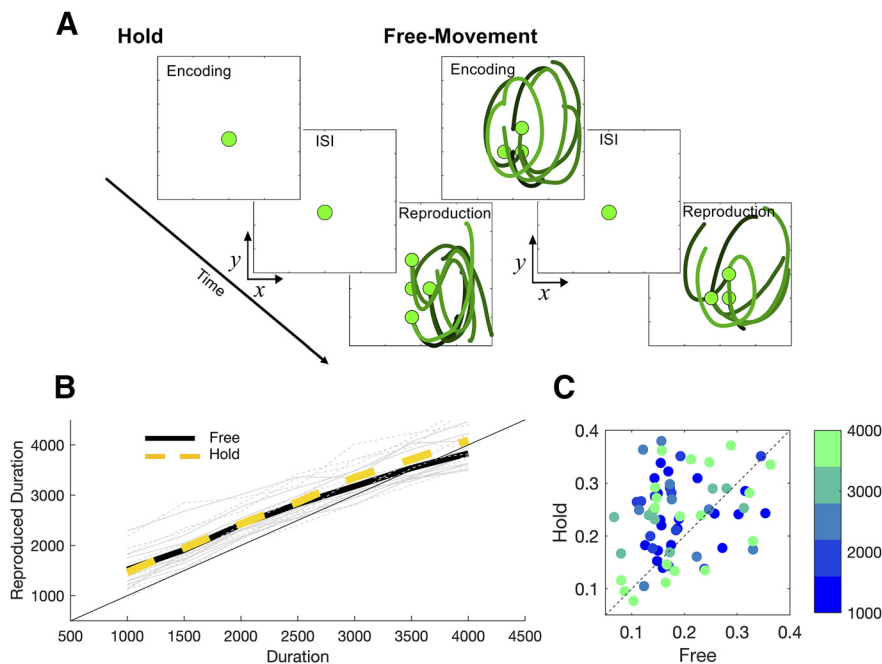 A
Hold
Free-Movement
Encoding
ISI
Reproduction
y
x
Time
Encoding
ISI
Reproduction
y
x
B
Free
Hold
Reproduced Duration
4000
3000
2000
1000
500 1000 1500 2000 2500 3000 3500 4000 4500
Duration
C
Hold
0.4
0.3
0.2
0.1
0.1 0.2 0.3 0.4
Free
4000
3000
2000
1000